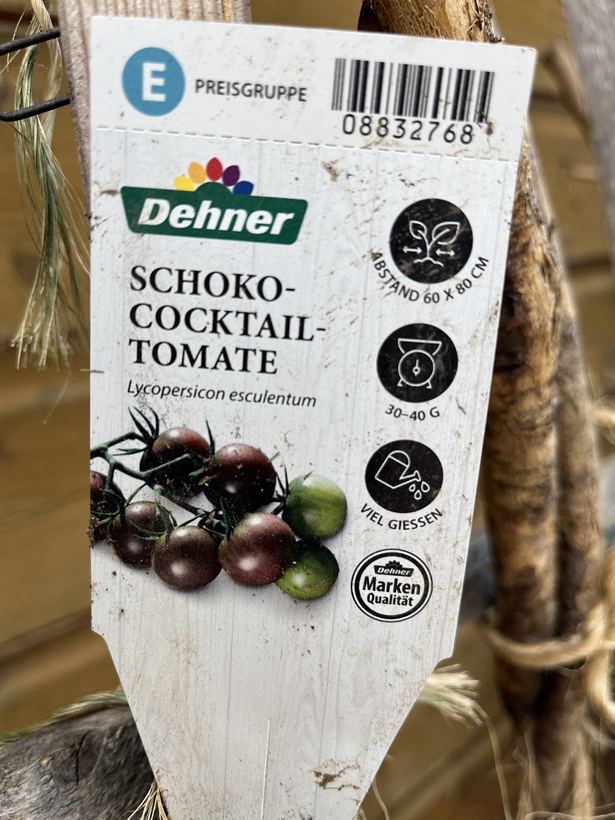 E PREISGRUPPE
08832768
Dehner
SCHOKO-
COCKTAIL-
TOMATE
Lycopersicon esculentum
ABSTAND 60 X 80 CM
30–40 G
VIEL GIESSEN
Dehner
Marken
Qualität